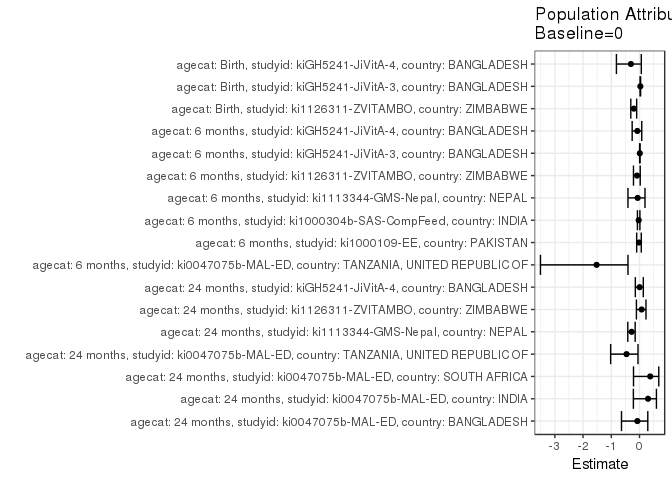 Population Attribu
Baseline=0
agecat: Birth, studyid: kiGH5241-JiVitA-4, country: BANGLADESH
agecat: Birth, studyid: kiGH5241-JiVitA-3, country: BANGLADESH
agecat: Birth, studyid: ki1126311-ZVITAMBO, country: ZIMBABWE
agecat: 6 months, studyid: kiGH5241-JiVitA-4, country: BANGLADESH
agecat: 6 months, studyid: kiGH5241-JiVitA-3, country: BANGLADESH
agecat: 6 months, studyid: ki1126311-ZVITAMBO, country: ZIMBABWE
agecat: 6 months, studyid: ki1113344-GMS-Nepal, country: NEPAL
agecat: 6 months, studyid: ki1000304b-SAS-CompFeed, country: INDIA
agecat: 6 months, studyid: ki1000109-EE, country: PAKISTAN
agecat: 6 months, studyid: ki0047075b-MAL-ED, country: TANZANIA, UNITED REPUBLIC OF
agecat: 24 months, studyid: kiGH5241-JiVitA-4, country: BANGLADESH
agecat: 24 months, studyid: ki1126311-ZVITAMBO, country: ZIMBABWE
agecat: 24 months, studyid: ki1113344-GMS-Nepal, country: NEPAL
agecat: 24 months, studyid: ki0047075b-MAL-ED, country: TANZANIA, UNITED REPUBLIC OF
agecat: 24 months, studyid: ki0047075b-MAL-ED, country: SOUTH AFRICA
agecat: 24 months, studyid: ki0047075b-MAL-ED, country: INDIA
agecat: 24 months, studyid: ki0047075b-MAL-ED, country: BANGLADESH
-3 -2 -1 0
Estimate